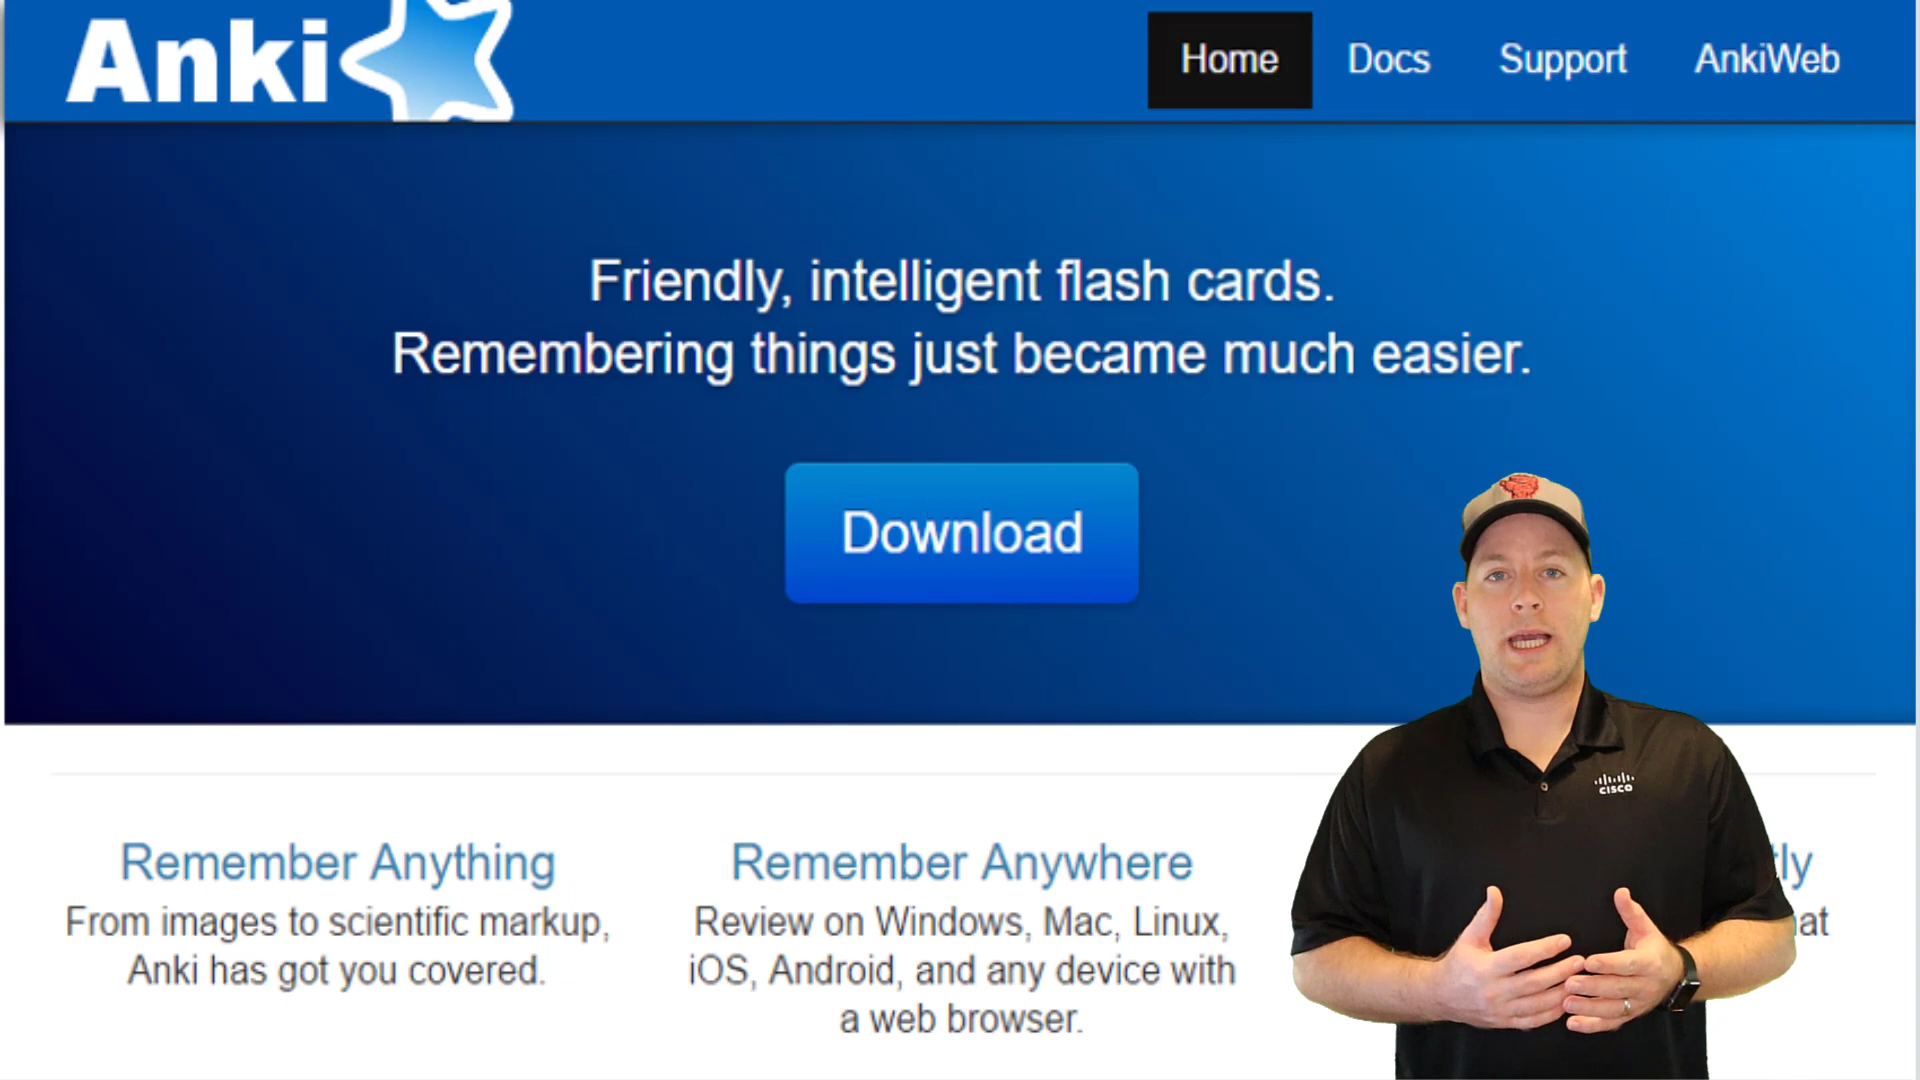 Anki
Home Docs Support AnkiWeb
Friendly, intelligent flash cards.
Remembering things just became much easier.
Download
Remember Anything
From images to scientific markup,
Anki has got you covered.
Remember Anywhere
Review on Windows, Mac, Linux,
iOS, Android, and any device with
a web browser.
CISCO